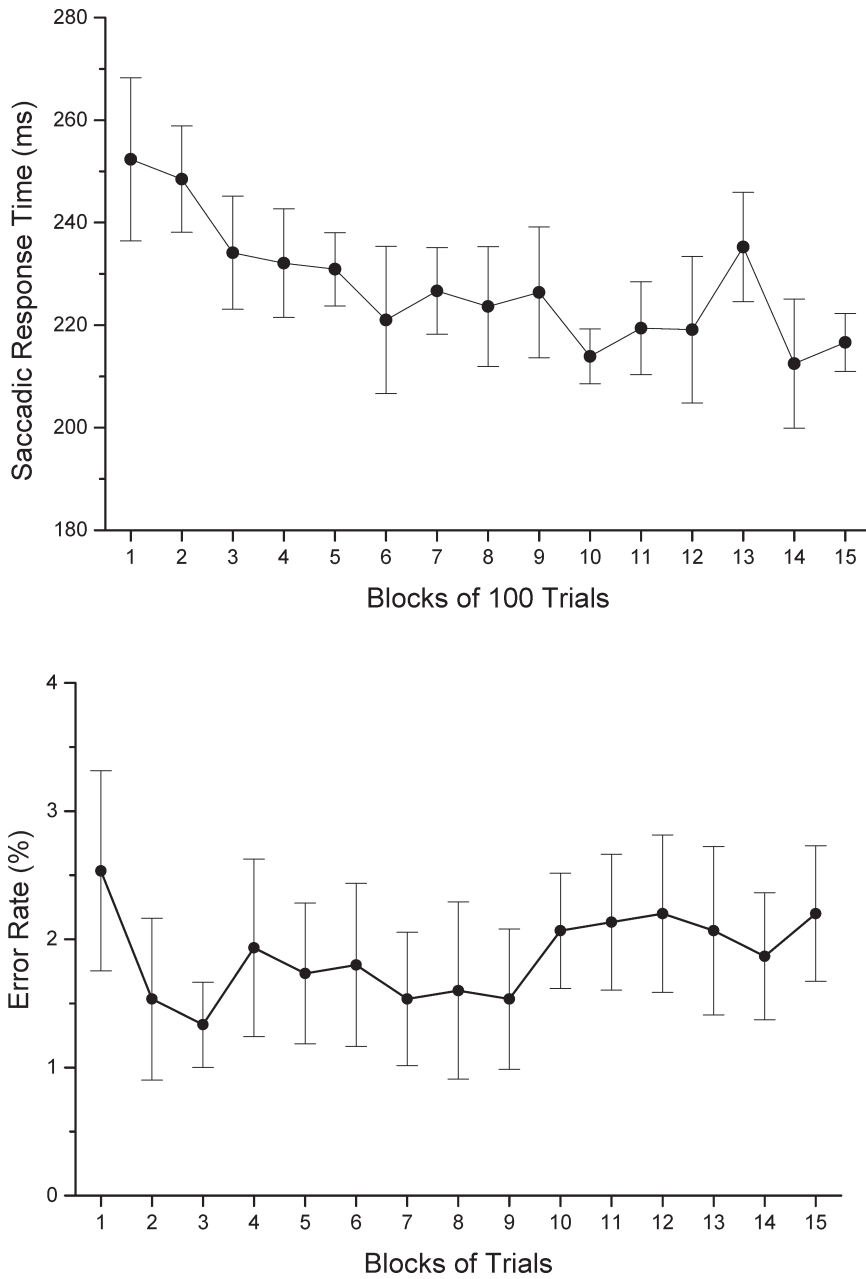 280
260
240
220
200
180
Saccadic Response Time (ms)
1 2 3 4 5 6 7 8 9 10 11 12 13 14 15
Blocks of 100 Trials
4
3
2
1
0
Error Rate (%)
1 2 3 4 5 6 7 8 9 10 11 12 13 14 15
Blocks of Trials